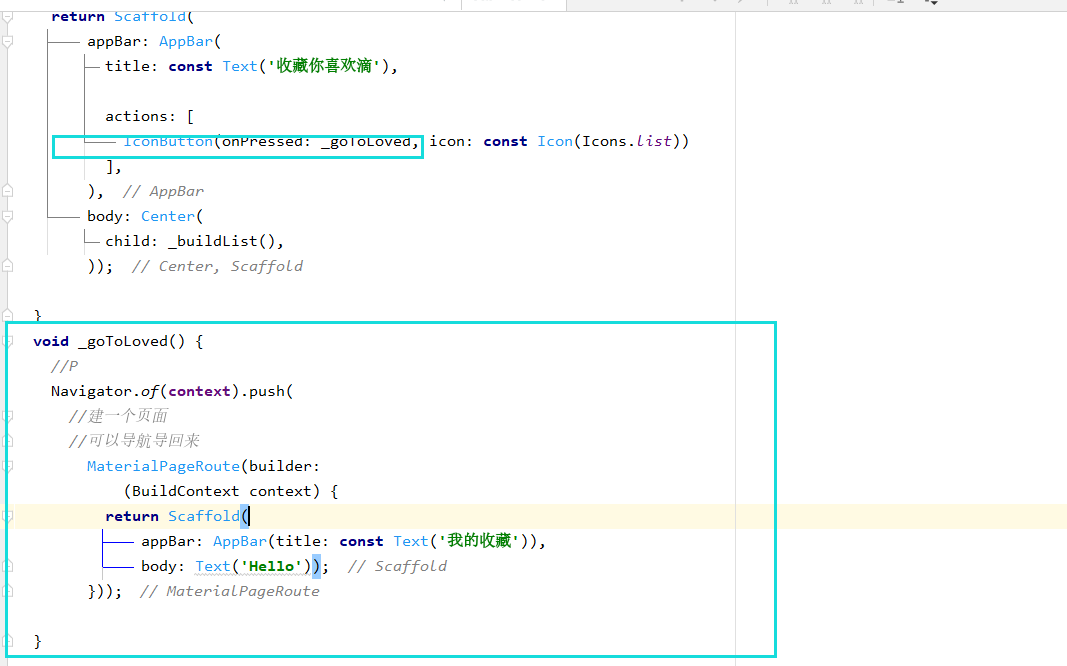 return Scaffold(
appBar: AppBar(
title: const Text('收藏你喜欢滴'),
actions: [
IconButton(onPressed: _goToLoved, icon: const Icon(Icons.list))
],
), // AppBar
body: Center(
child: _buildList(),
)); // Center, Scaffold
}
void _goToLoved() {
//P
Navigator.of(context).push(
//建一个页面
//可以导航导回来
MaterialPageRoute(builder:
(BuildContext context) {
return Scaffold(
appBar: AppBar(title: const Text('我的收藏')),
body: Text('Hello')); // Scaffold
})); // MaterialPageRoute
}